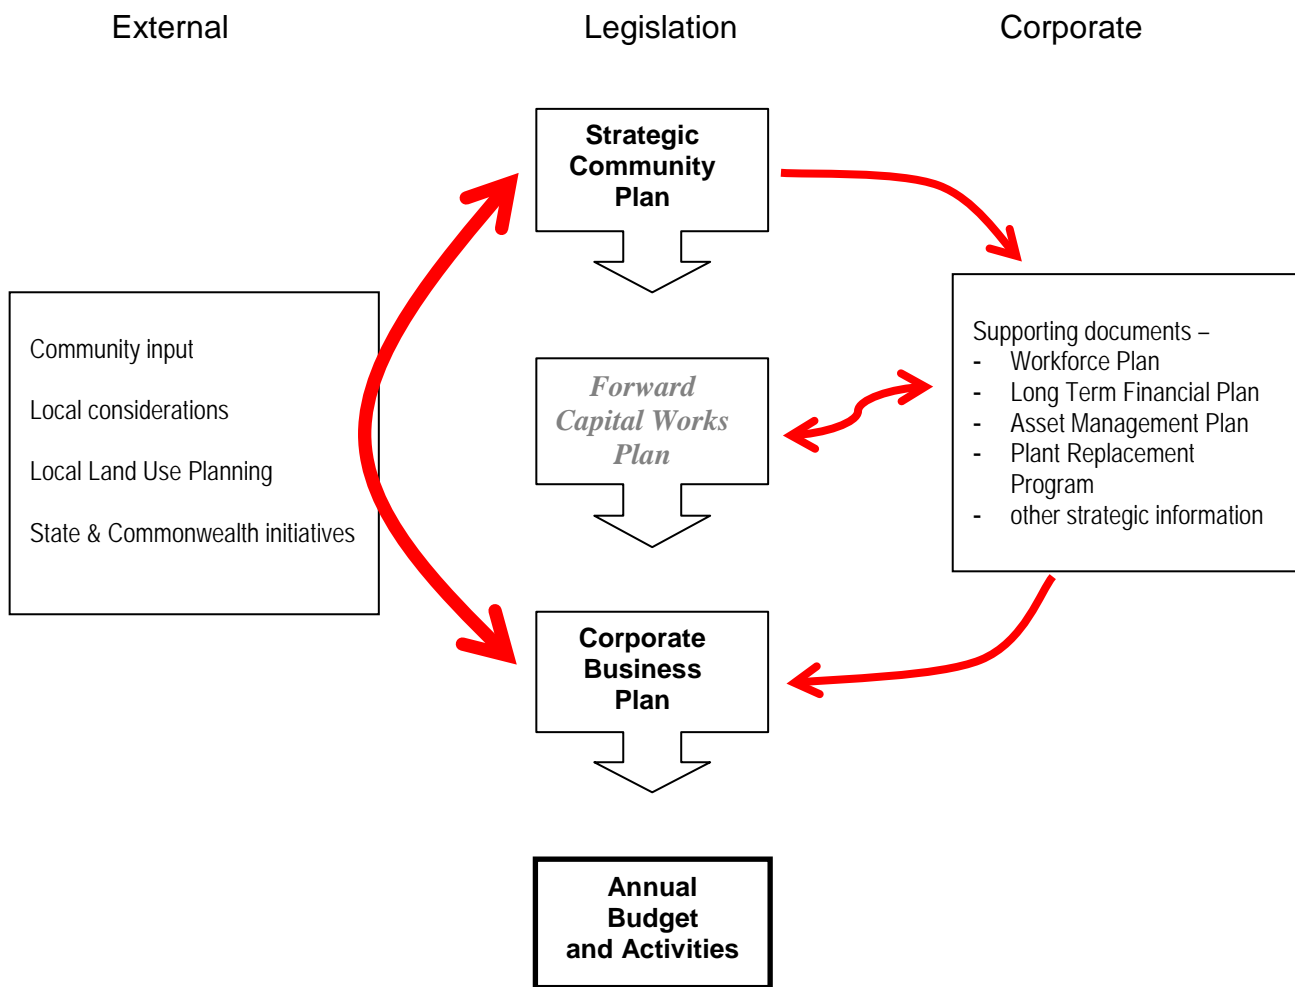 External
Legislation
Corporate
Strategic
Community
Plan
Community input
Local considerations
Local Land Use Planning
State & Commonwealth initiatives
Forward
Capital Works
Plan
Supporting documents –
- Workforce Plan
- Long Term Financial Plan
- Asset Management Plan
- Plant Replacement
Program
- other strategic information
Corporate
Business
Plan
Annual
Budget
and Activities